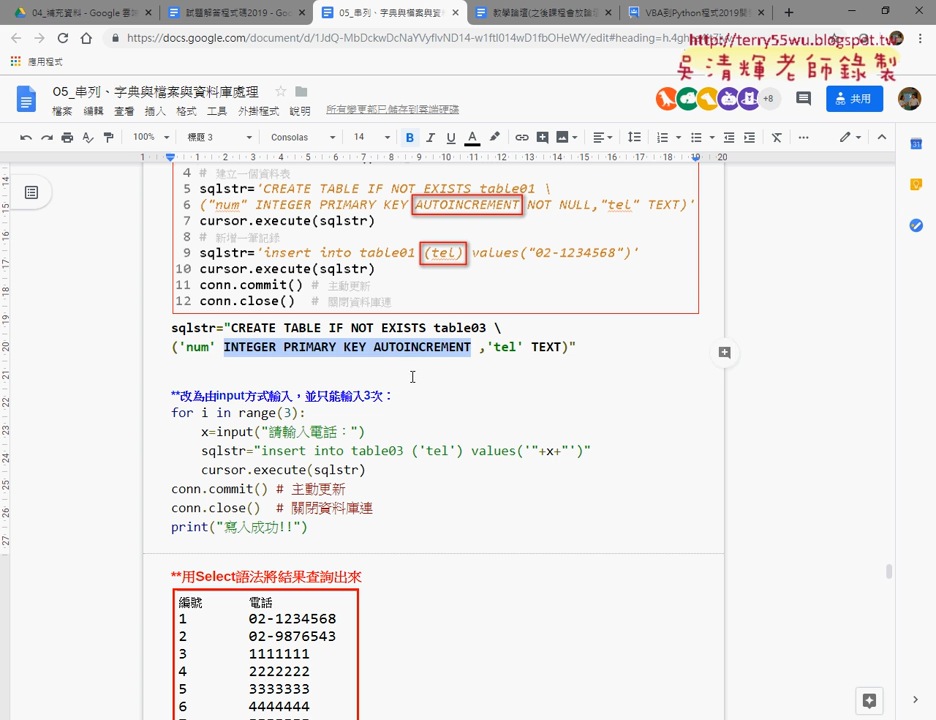 04_補充資料 - Google 雲端
試題解答程式碼2019 - Go
05_串列、字典與檔案與資
教學論壇(之後課程會放論
VBA到Python程式2019開
https://docs.google.com/document/d/1JdQ-MbDckwDcNaYVyflvND14-w1ftl014wD1fbOHeWY/edit#heading=h.4gh
http://terry55wu.blogspot.tw
應用程式
吳清輝老師錄製
05_串列、字典與檔案與資料庫處理
檔案 編輯 查看 插入 格式 工具 外掛程式 說明 所有變更都已儲存到雲端硬碟
+8
共用
100% 標題 3 Consolas 14 B I U A
4 # 建立一個資料表
5 sqlstr='CREATE TABLE IF NOT EXISTS table01 \
6 ("num" INTEGER PRIMARY KEY AUTOINCREMENT NOT NULL,"tel" TEXT)'
7 cursor.execute(sqlstr)
8 # 新增一筆記錄
9 sqlstr='insert into table01 (tel) values("02-1234568")'
10 cursor.execute(sqlstr)
11 conn.commit() # 主動更新
12 conn.close() # 關閉資料庫連
sqlstr="CREATE TABLE IF NOT EXISTS table03 \
('num' INTEGER PRIMARY KEY AUTOINCREMENT ,'tel' TEXT)"
**改為由input方式輸入，並只能輸入3次：
for i in range(3):
x=input("請輸入電話：")
sqlstr="insert into table03 ('tel') values('"+x+"')"
cursor.execute(sqlstr)
conn.commit() # 主動更新
conn.close() # 關閉資料庫連
print("寫入成功!!")
**用Select語法將結果查詢出來
編號 電話
1 02-1234568
2 02-9876543
3 1111111
4 2222222
5 3333333
6 4444444